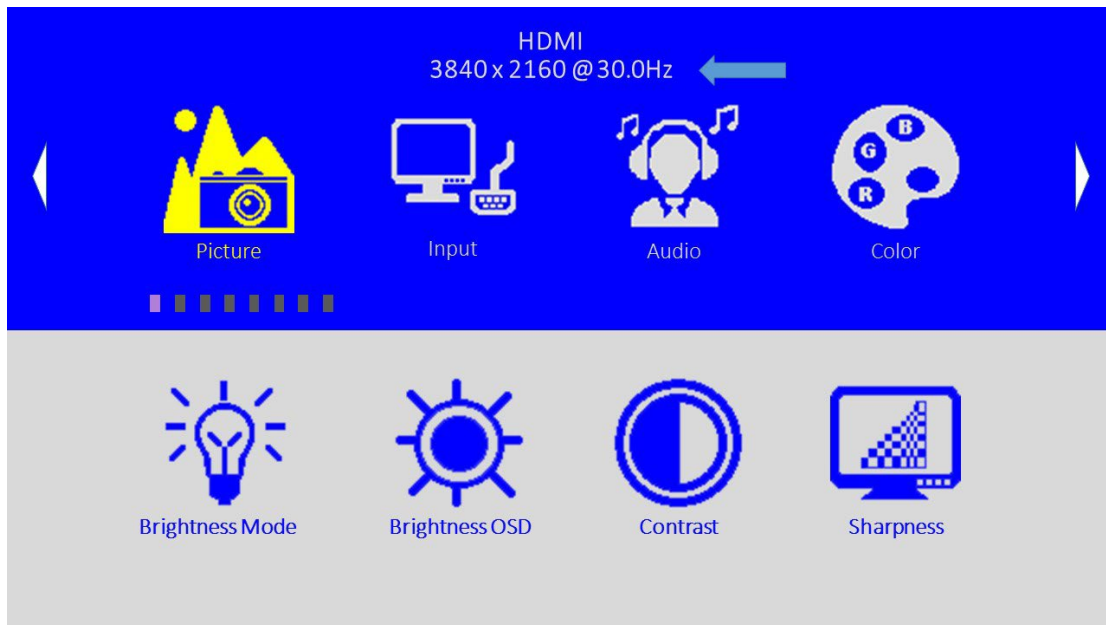 HDMI
3840 x 2160 @30.0Hz
Picture
Input
Audio
Color
R
G
B
Brightness Mode
Brightness OSD
Contrast
Sharpness